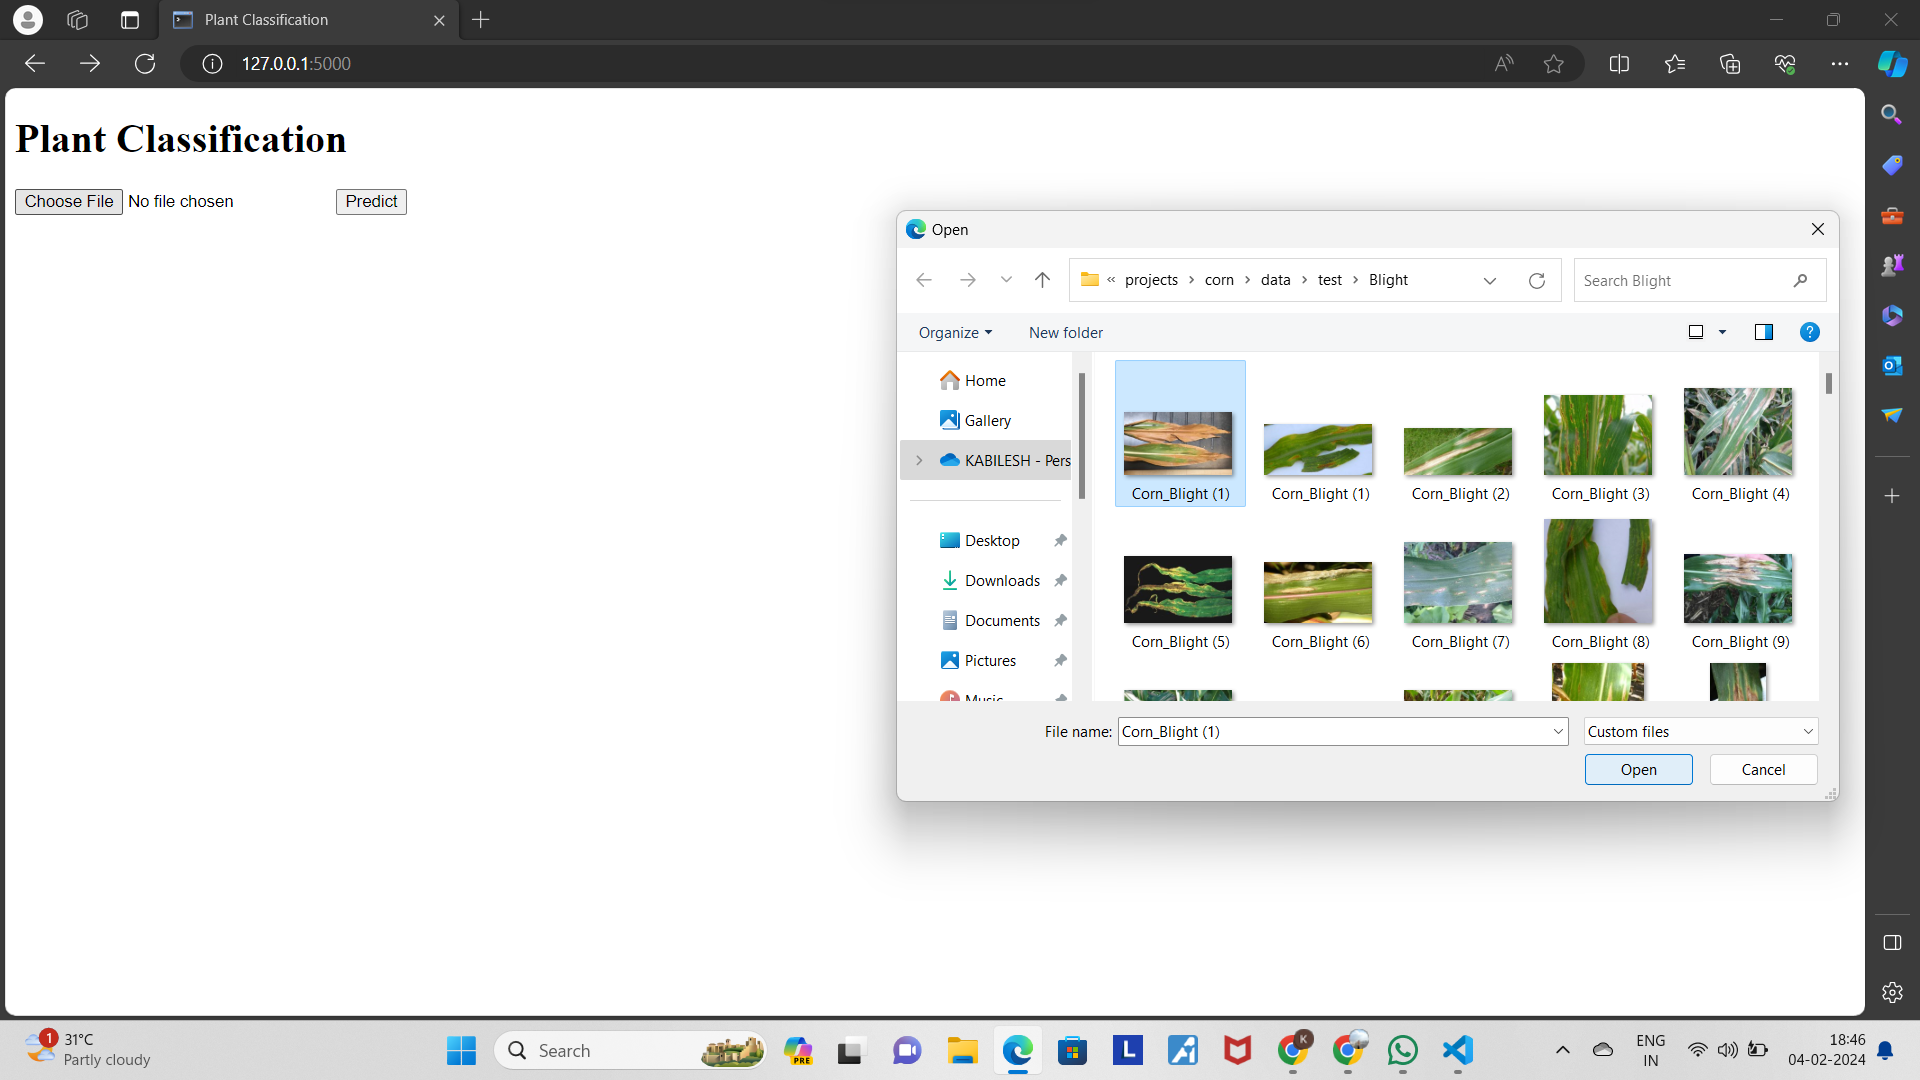 Plant Classification
127.0.0.1:5000
Plant Classification
Choose File No file chosen Predict
Open
« projects > corn > data > test > Blight
Search Blight
Organize
New folder
Home
Gallery
KABILESH - Pers
Desktop
Downloads
Documents
Pictures
Music
Corn_Blight (1)
Corn_Blight (1)
Corn_Blight (2)
Corn_Blight (3)
Corn_Blight (4)
Corn_Blight (5)
Corn_Blight (6)
Corn_Blight (7)
Corn_Blight (8)
Corn_Blight (9)
File name: Corn_Blight (1)
Custom files
Open
Cancel
1
31°C
Partly cloudy
Search
PRE
L
K
ENG
IN
18:46
04-02-2024